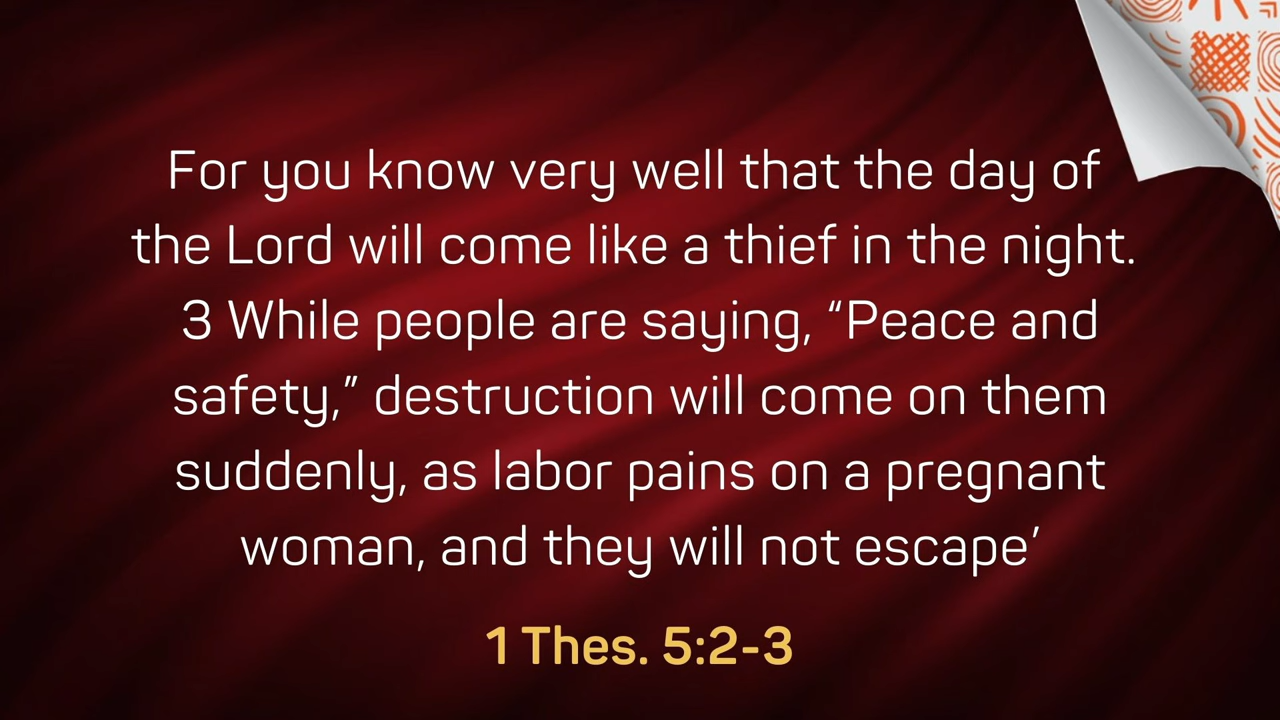 For you know very well that the day of
the Lord will come like a thief in the night.
3 While people are saying, “Peace and
safety,” destruction will come on them
suddenly, as labor pains on a pregnant
woman, and they will not escape’
1 Thes. 5:2-3